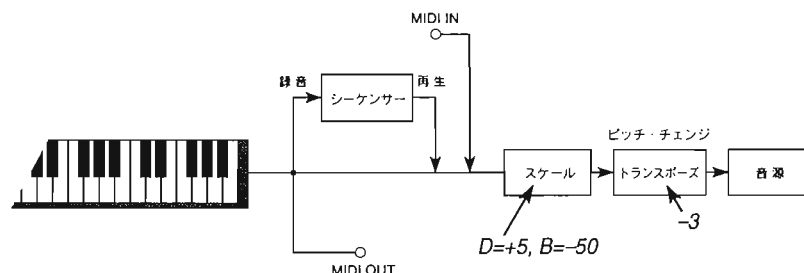 MIDI IN
録音
再生
シーケンサー
ピッチ・チェンジ
スケール
トランスポーズ
音源
-3
D=+5, B=-50
MIDI OUT